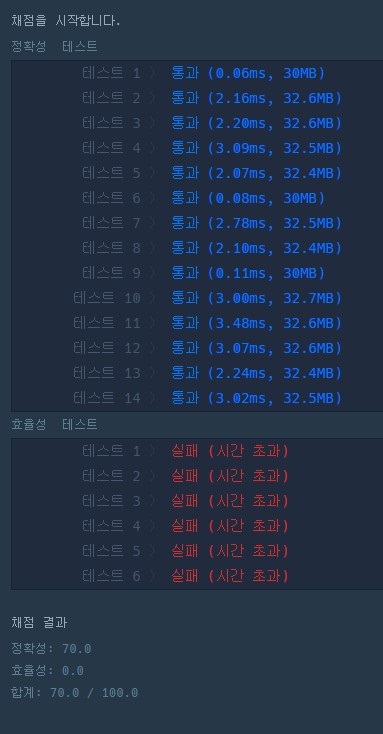 채점을 시작합니다.
정확성 테스트
테스트 1 〉 통과 (0.06ms, 30MB)
테스트 2 〉 통과 (2.16ms, 32.6MB)
테스트 3 〉 통과 (2.20ms, 32.6MB)
테스트 4 〉 통과 (3.09ms, 32.5MB)
테스트 5 〉 통과 (2.07ms, 32.4MB)
테스트 6 〉 통과 (0.08ms, 30MB)
테스트 7 〉 통과 (2.78ms, 32.5MB)
테스트 8 〉 통과 (2.10ms, 32.4MB)
테스트 9 〉 통과 (0.11ms, 30MB)
테스트 10 〉 통과 (3.00ms, 32.7MB)
테스트 11 〉 통과 (3.48ms, 32.6MB)
테스트 12 〉 통과 (3.07ms, 32.6MB)
테스트 13 〉 통과 (2.24ms, 32.4MB)
테스트 14 〉 통과 (3.02ms, 32.5MB)
효율성 테스트
테스트 1 〉 실패 (시간 초과)
테스트 2 〉 실패 (시간 초과)
테스트 3 〉 실패 (시간 초과)
테스트 4 〉 실패 (시간 초과)
테스트 5 〉 실패 (시간 초과)
테스트 6 〉 실패 (시간 초과)
채점 결과
정확성: 70.0
효율성: 0.0
합계: 70.0 / 100.0